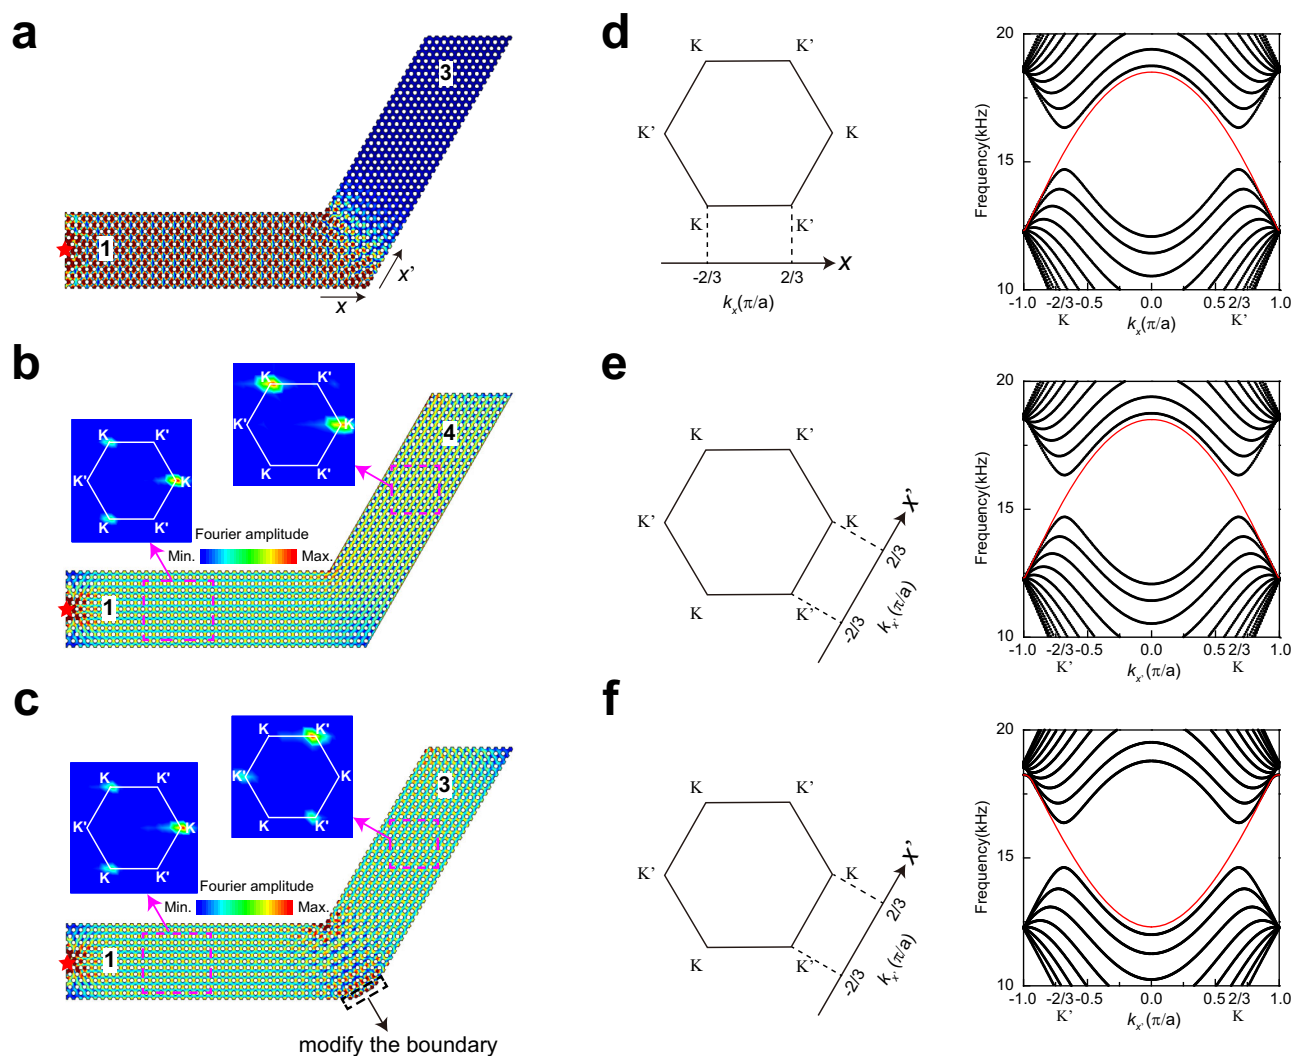 a
3
1
x'
x
b
K K'
K' K
K K'
K K'
K' K
K K'
4
Fourier amplitude
Min. Max.
1
c
K K'
K' K
K K'
K K'
K' K
K K'
3
Fourier amplitude
Min. Max.
1
modify the boundary
d
K K’
K’ K
K K’
-2/3 2/3 x
kx(π/a)
Frequency(kHz)
20
15
10
-1.0 -2/3 -0.5 0.0 0.5 2/3 1.0
K kx(π/a) K’
e
K K’
K’ K
K K’
x’
2/3
-2/3
kx’(π/a)
Frequency(kHz)
20
15
10
-1.0 -2/3 -0.5 0.0 0.5 2/3 1.0
K’ kx’(π/a) K
f
K K’
K’ K
K K’
x’
2/3
-2/3
kx’(π/a)
Frequency(kHz)
20
15
10
-1.0 -2/3 -0.5 0.0 0.5 2/3 1.0
K’ kx’(π/a) K